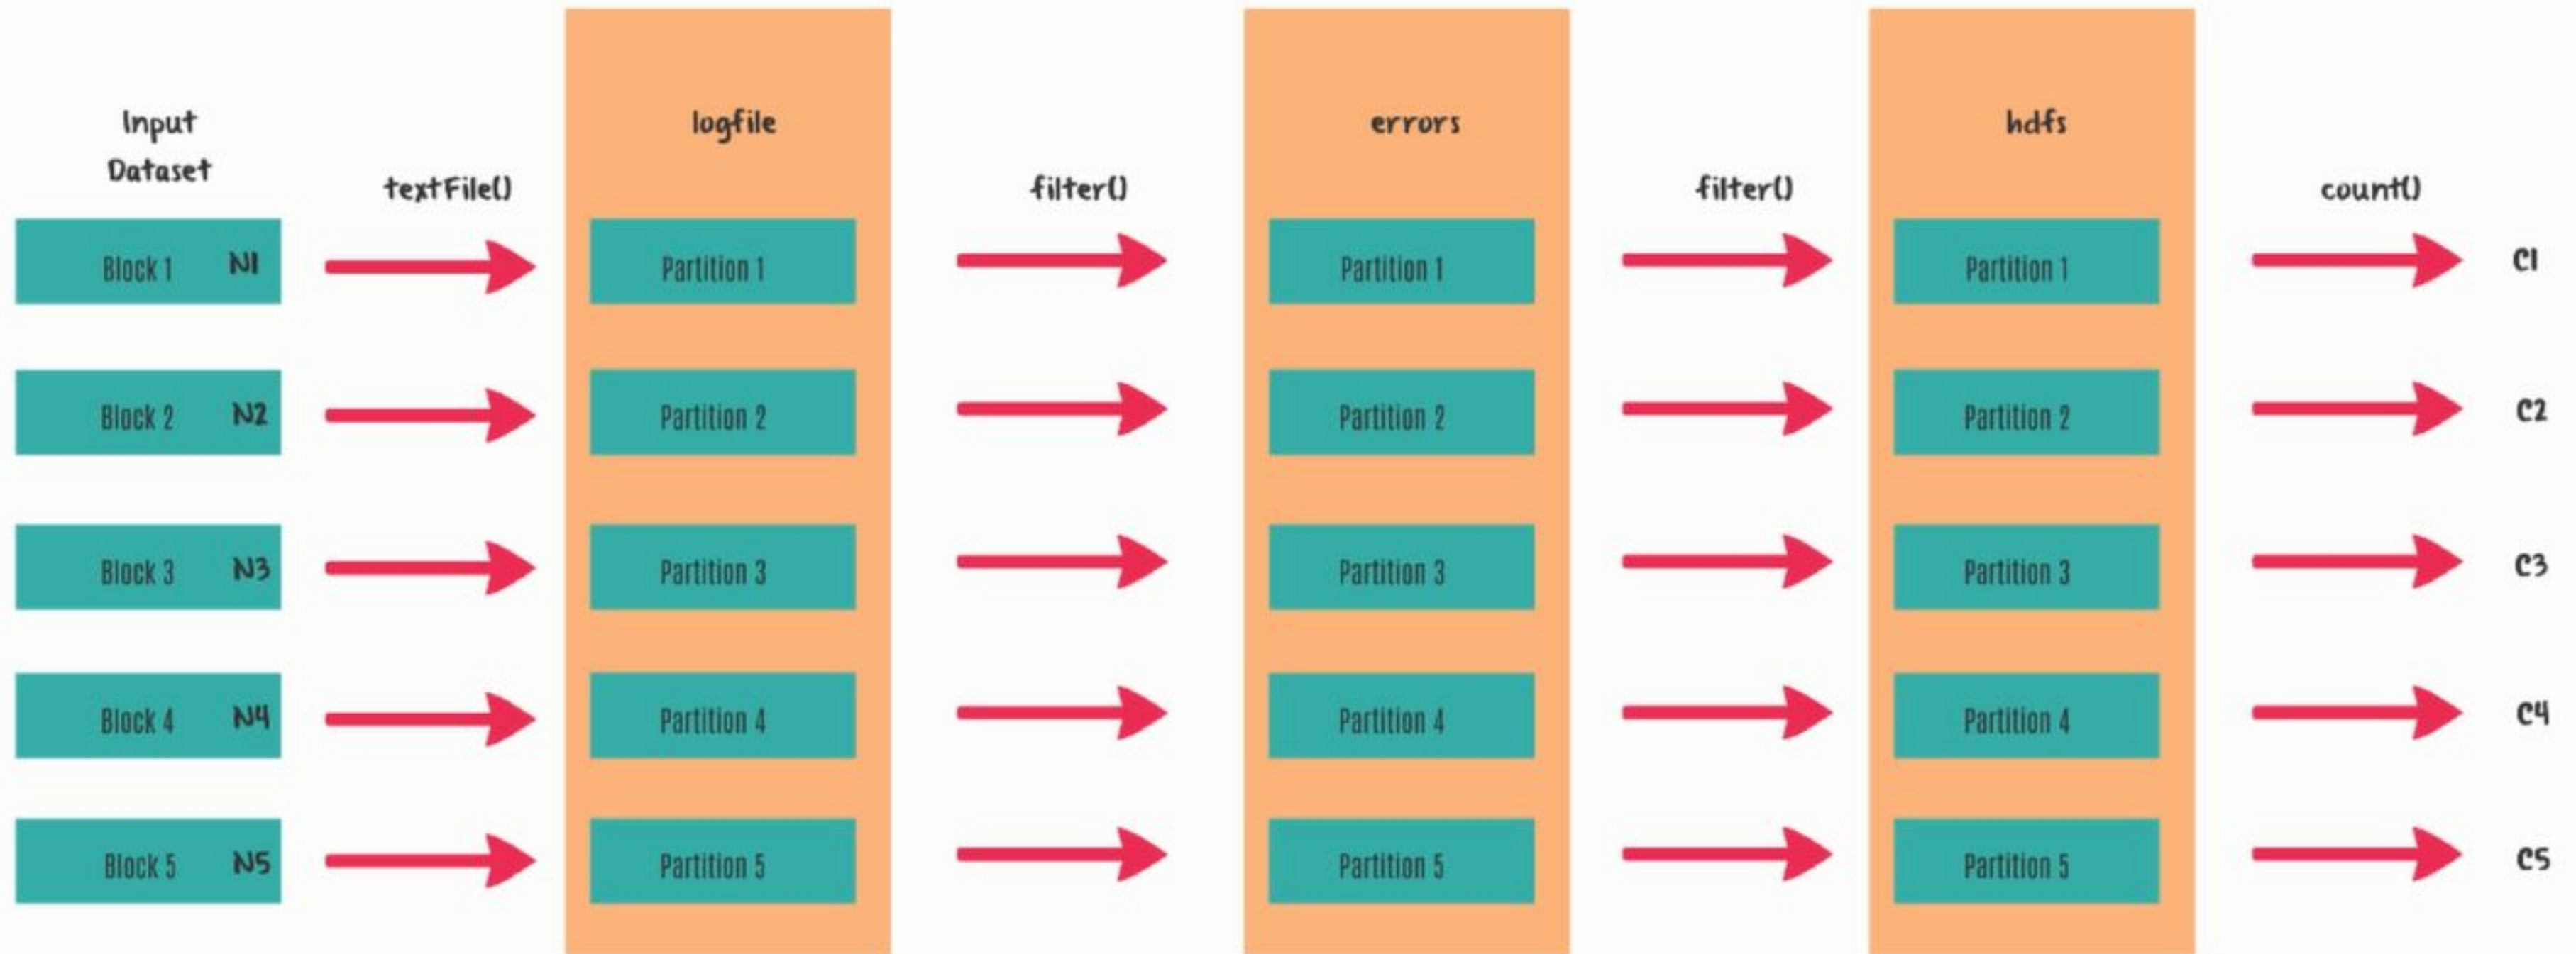 Input
Dataset
logfile
errors
hdfs
textFile()
filter()
filter()
count()
Block 1 N1
Partition 1
Partition 1
Partition 1
C1
Block 2 N2
Partition 2
Partition 2
Partition 2
C2
Block 3 N3
Partition 3
Partition 3
Partition 3
C3
Block 4 N4
Partition 4
Partition 4
Partition 4
C4
Block 5 N5
Partition 5
Partition 5
Partition 5
C5